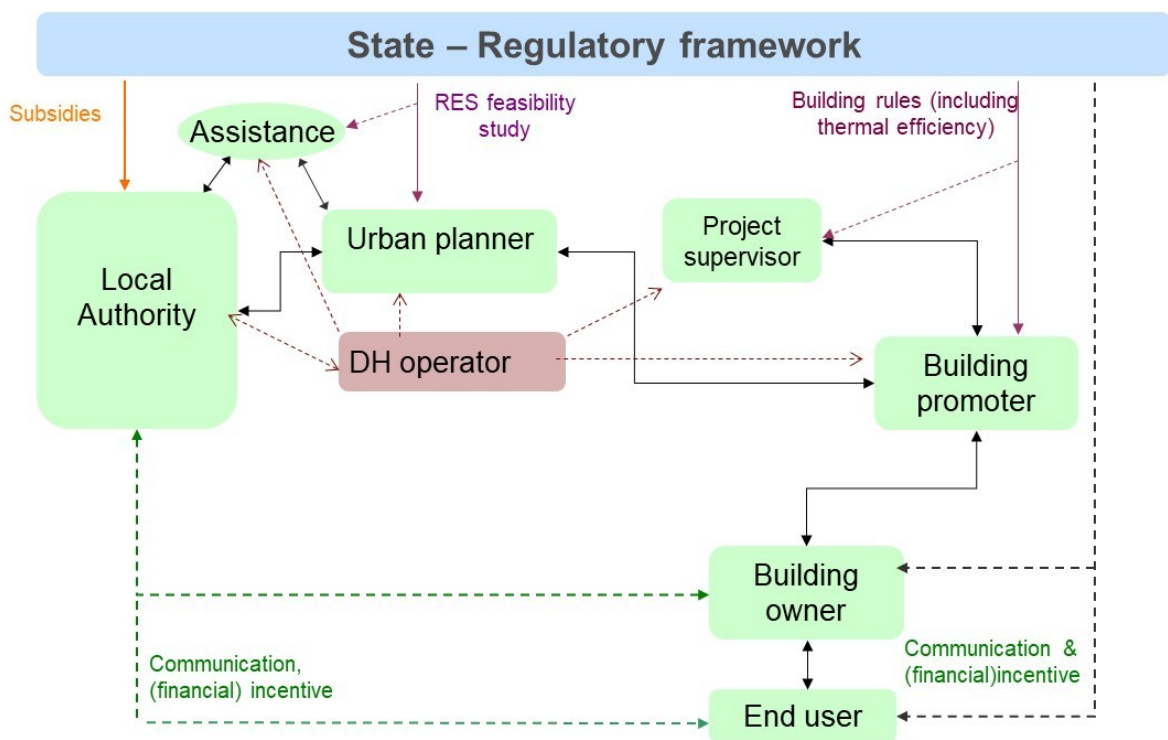 State – Regulatory framework
Subsidies
RES feasibility
study
Building rules (including
thermal efficiency)
Assistance
Urban planner
Project
supervisor
Local
Authority
DH operator
Building
promoter
Building
owner
Communication,
(financial) incentive
Communication &
(financial)incentive
End user